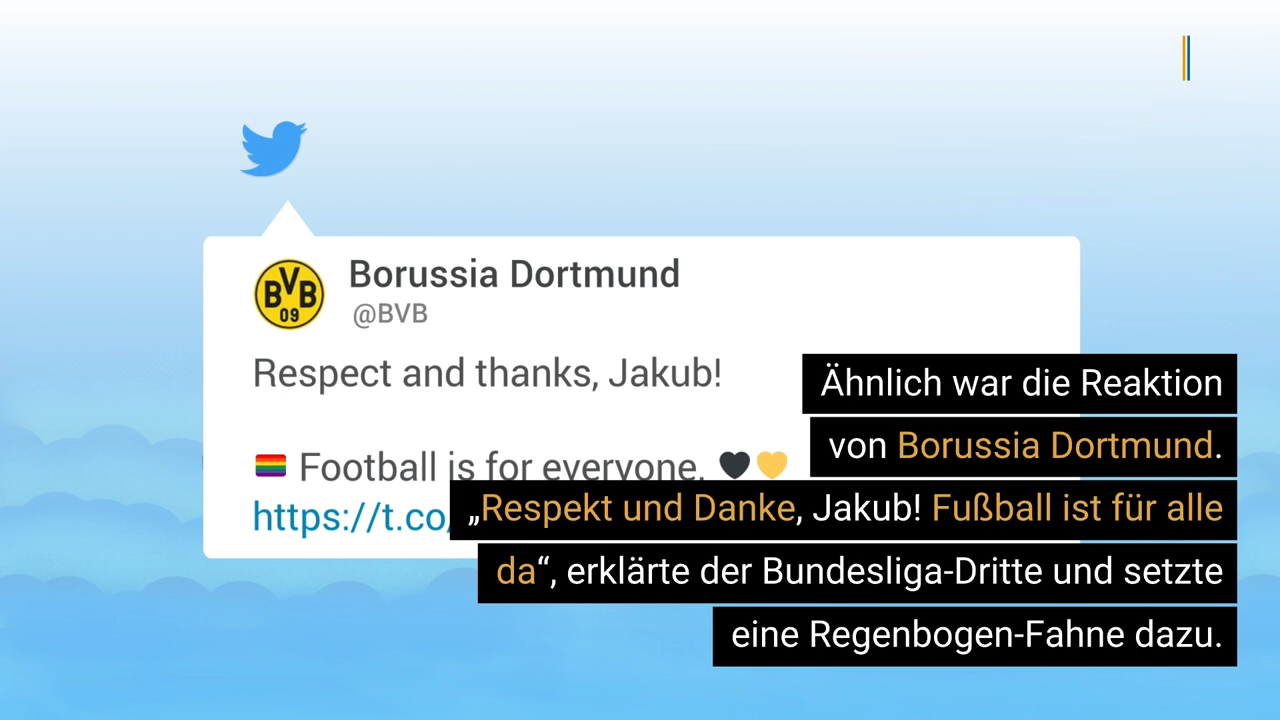 BVB
09
Borussia Dortmund
@BVB
Respect and thanks, Jakub!
Football is for everyone.
https://t.co/
Ähnlich war die Reaktion
von Borussia Dortmund.
„Respekt und Danke, Jakub! Fußball ist für alle
da“, erklärte der Bundesliga-Dritte und setzte
eine Regenbogen-Fahne dazu.